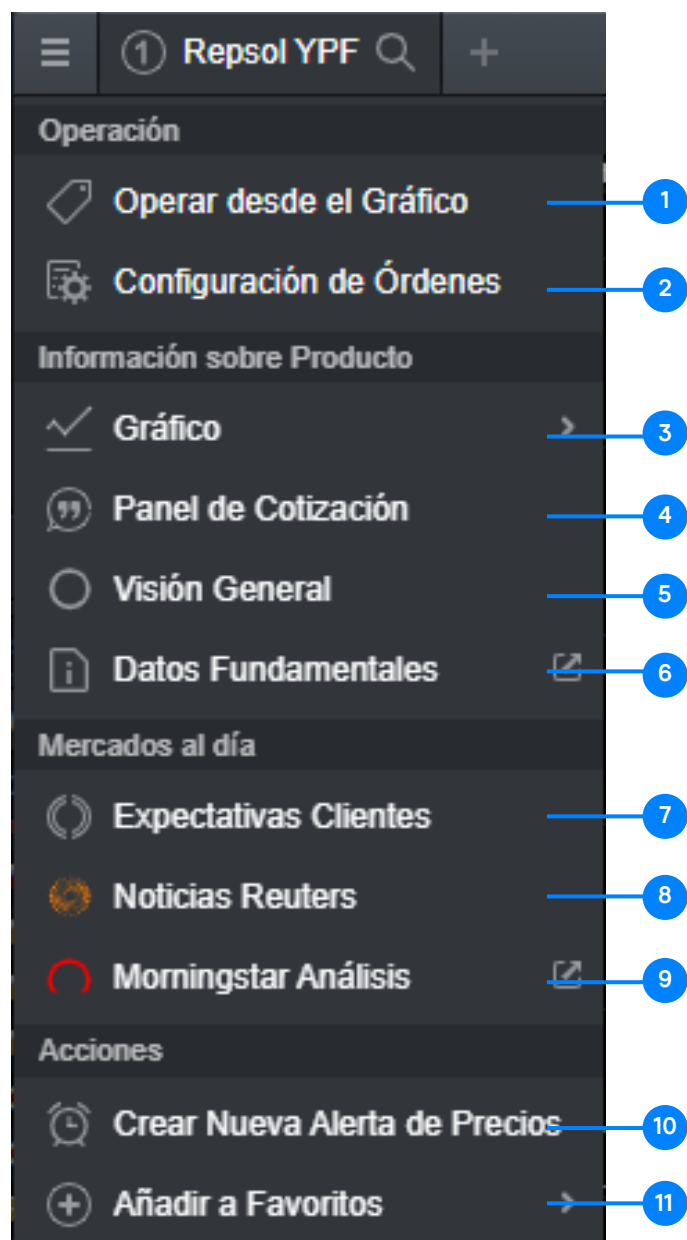 1 Repsol YPF
Operación
Operar desde el Gráfico 1
Configuración de Órdenes 2
Información sobre Producto
Gráfico 3
Panel de Cotización 4
Visión General 5
Datos Fundamentales 6
Mercados al día
Expectativas Clientes 7
Noticias Reuters 8
Morningstar Análisis 9
Acciones
Crear Nueva Alerta de Precios 10
Añadir a Favoritos 11